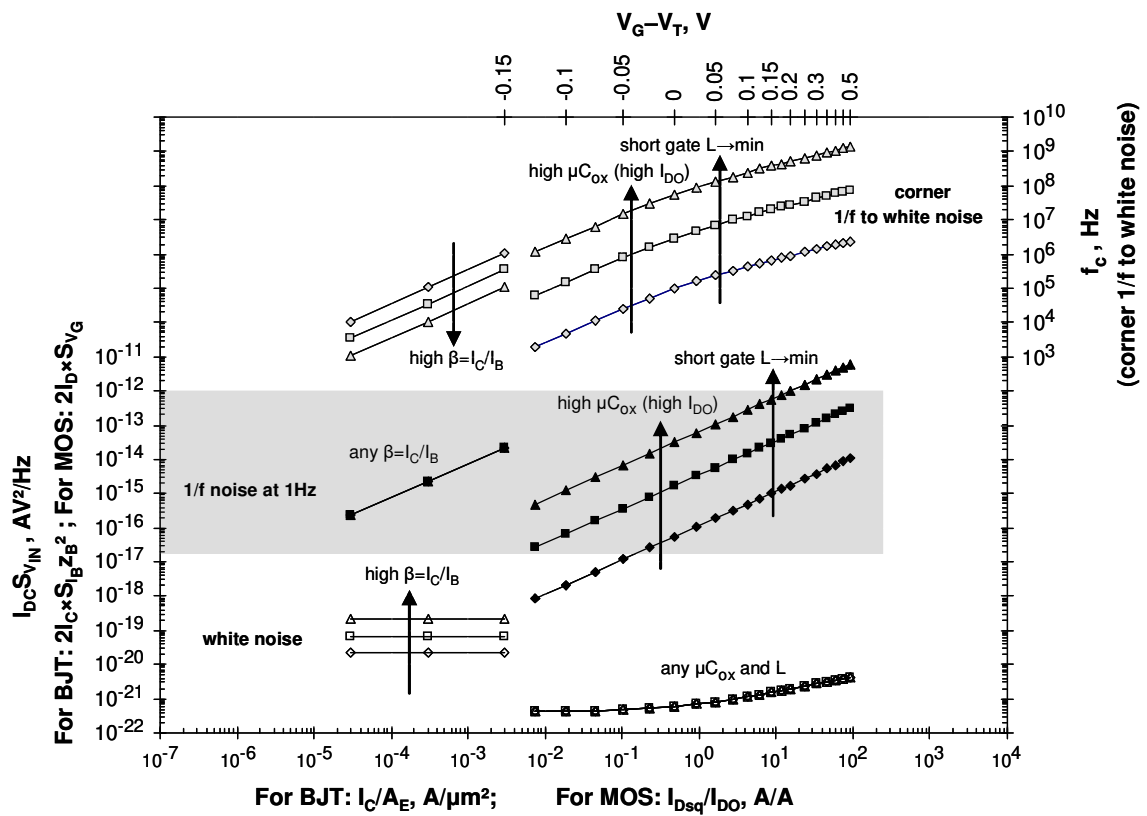 V_G–V_T, V
-0.15
-0.1
-0.05
0
0.05
0.1
0.15
0.2
0.3
0.5
short gate L→min
high µC_ox (high I_DO)
corner
1/f to white noise
10^10
10^9
10^8
10^7
10^6
10^5
10^4
10^3
f_c , Hz
(corner 1/f to white noise)
high β=I_C/I_B
short gate L→min
high µC_ox (high I_DO)
any β=I_C/I_B
1/f noise at 1Hz
high β=I_C/I_B
white noise
any µC_ox and L
10^-11
10^-12
10^-13
10^-14
10^-15
10^-16
10^-17
10^-18
10^-19
10^-20
10^-21
10^-22
I_DCS_V_IN, AV²/Hz
For BJT: 2I_C×S_I_Bz_B² ; For MOS: 2I_D×S_V_G
10^-7
10^-6
10^-5
10^-4
10^-3
10^-2
10^-1
10^0
10^1
10^2
10^3
10^4
For BJT: I_C/A_E, A/µm²; For MOS: I_Dsq/I_DO, A/A